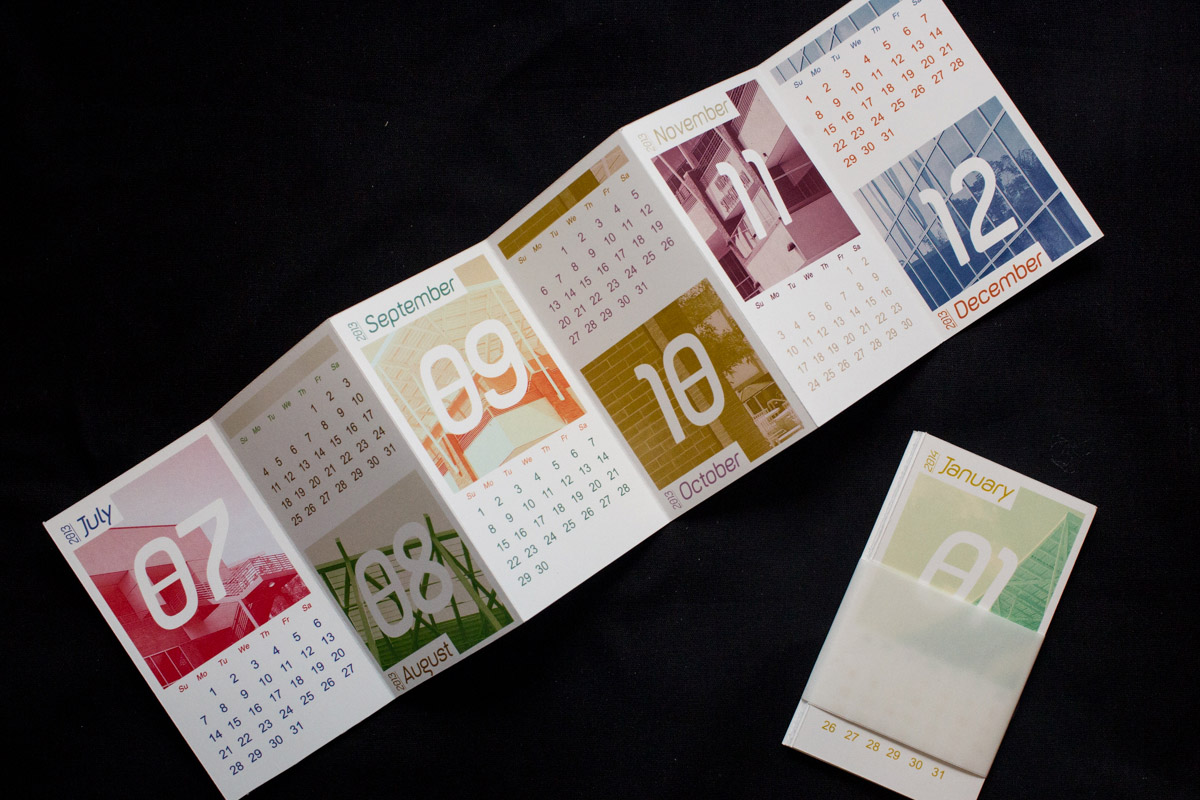 2013 July
07
Su Mo Tu We Th Fr Sa
1 2 3 4 5 6
7 8 9 10 11 12 13
14 15 16 17 18 19 20
21 22 23 24 25 26 27
28 29 30 31
Su Mo Tu We Th Fr Sa
1 2 3
4 5 6 7 8 9 10
11 12 13 14 15 16 17
18 19 20 21 22 23 24
25 26 27 28 29 30 31
08
2013 August
2013 September
09
Su Mo Tu We Th Fr Sa
1 2 3 4 5 6 7
8 9 10 11 12 13 14
15 16 17 18 19 20 21
22 23 24 25 26 27 28
29 30
Su Mo Tu We Th Fr Sa
1 2 3 4 5
6 7 8 9 10 11 12
13 14 15 16 17 18 19
20 21 22 23 24 25 26
27 28 29 30 31
10
2013 October
2013 November
11
Su Mo Tu We Th Fr Sa
1 2
3 4 5 6 7 8 9
10 11 12 13 14 15 16
17 18 19 20 21 22 23
24 25 26 27 28 29 30
Su Mo Tu We Th Fr Sa
1 2 3 4 5 6 7
8 9 10 11 12 13 14
15 16 17 18 19 20 21
22 23 24 25 26 27 28
29 30 31
12
2013 December
2014 January
01
26 27 28 29 30 31